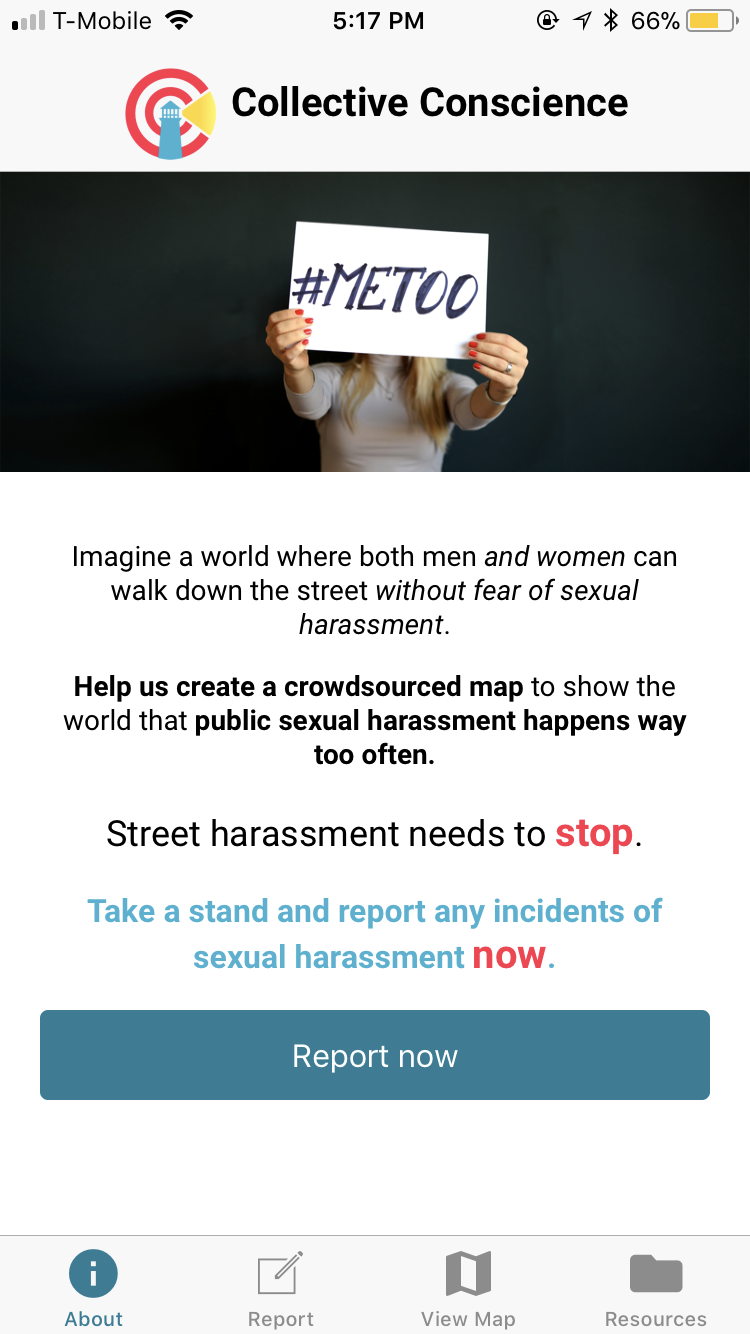 T-Mobile 5:17 PM 66%
Collective Conscience
#METOO
Imagine a world where both men and women can
walk down the street without fear of sexual
harassment.
Help us create a crowdsourced map to show the
world that public sexual harassment happens way
too often.
Street harassment needs to stop.
Take a stand and report any incidents of
sexual harassment now.
Report now
About Report View Map Resources